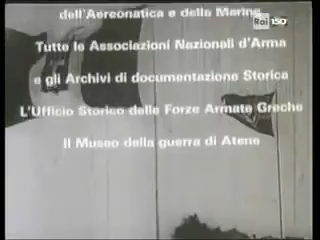 dell'Aereonatica e della Marina
Rai 150°
Tutte le Associazioni Nazionali d'Arma
e gli Archivi di documentazione Storica
L'Ufficio Storico delle Forze Armate Greche
Il Museo della guerra di Atene